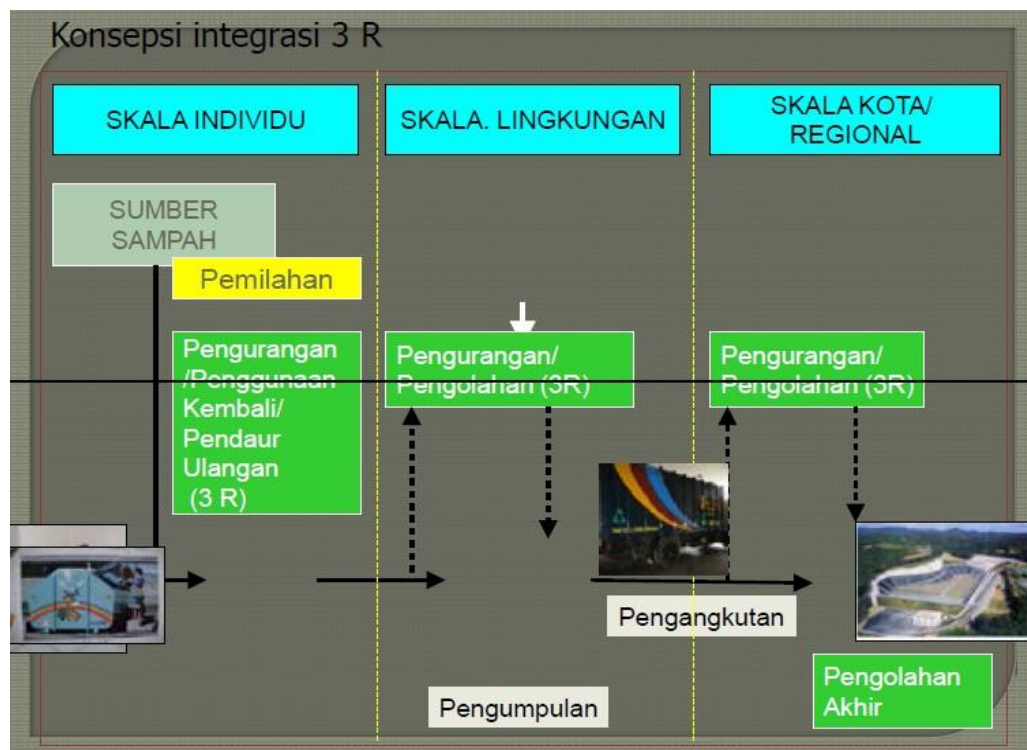 Konsepsi integrasi 3 R
SKALA INDIVIDU
SKALA. LINGKUNGAN
SKALA KOTA/
REGIONAL
SUMBER
SAMPAH
Pemilahan
Pengurangan
/Penggunaan
Kembali/
Pendaur
Ulangan
(3 R)
Pengurangan/
Pengolahan (3R)
Pengurangan/
Pengolahan (3R)
Pengangkutan
Pengumpulan
Pengolahan
Akhir